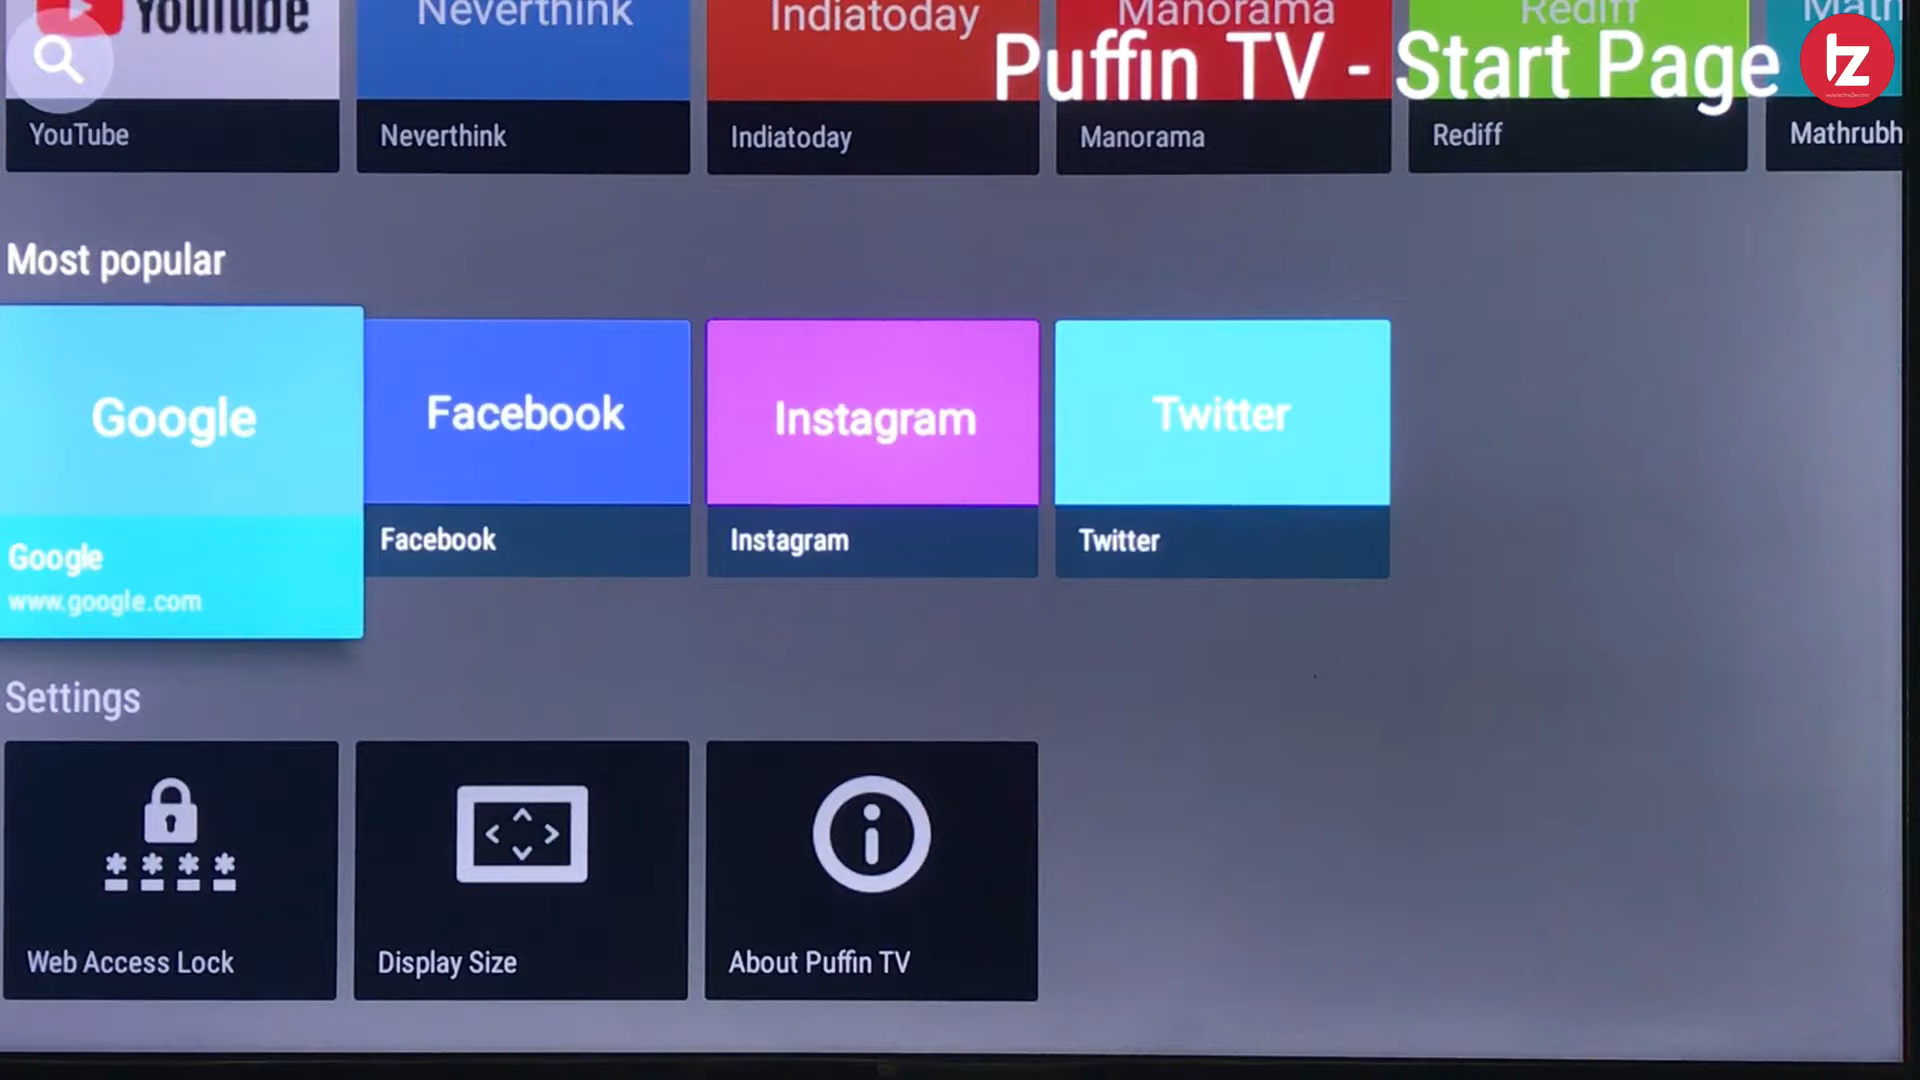 YouTube
Neverthink
Indiatoday
Manorama
Rediff
Puffin TV - Start Page
YouTube
Neverthink
Indiatoday
Manorama
Rediff
Mathrubh
Most popular
Google
Facebook
Instagram
Twitter
Google
www.google.com
Facebook
Instagram
Twitter
Settings
* * * *
Web Access Lock
Display Size
About Puffin TV